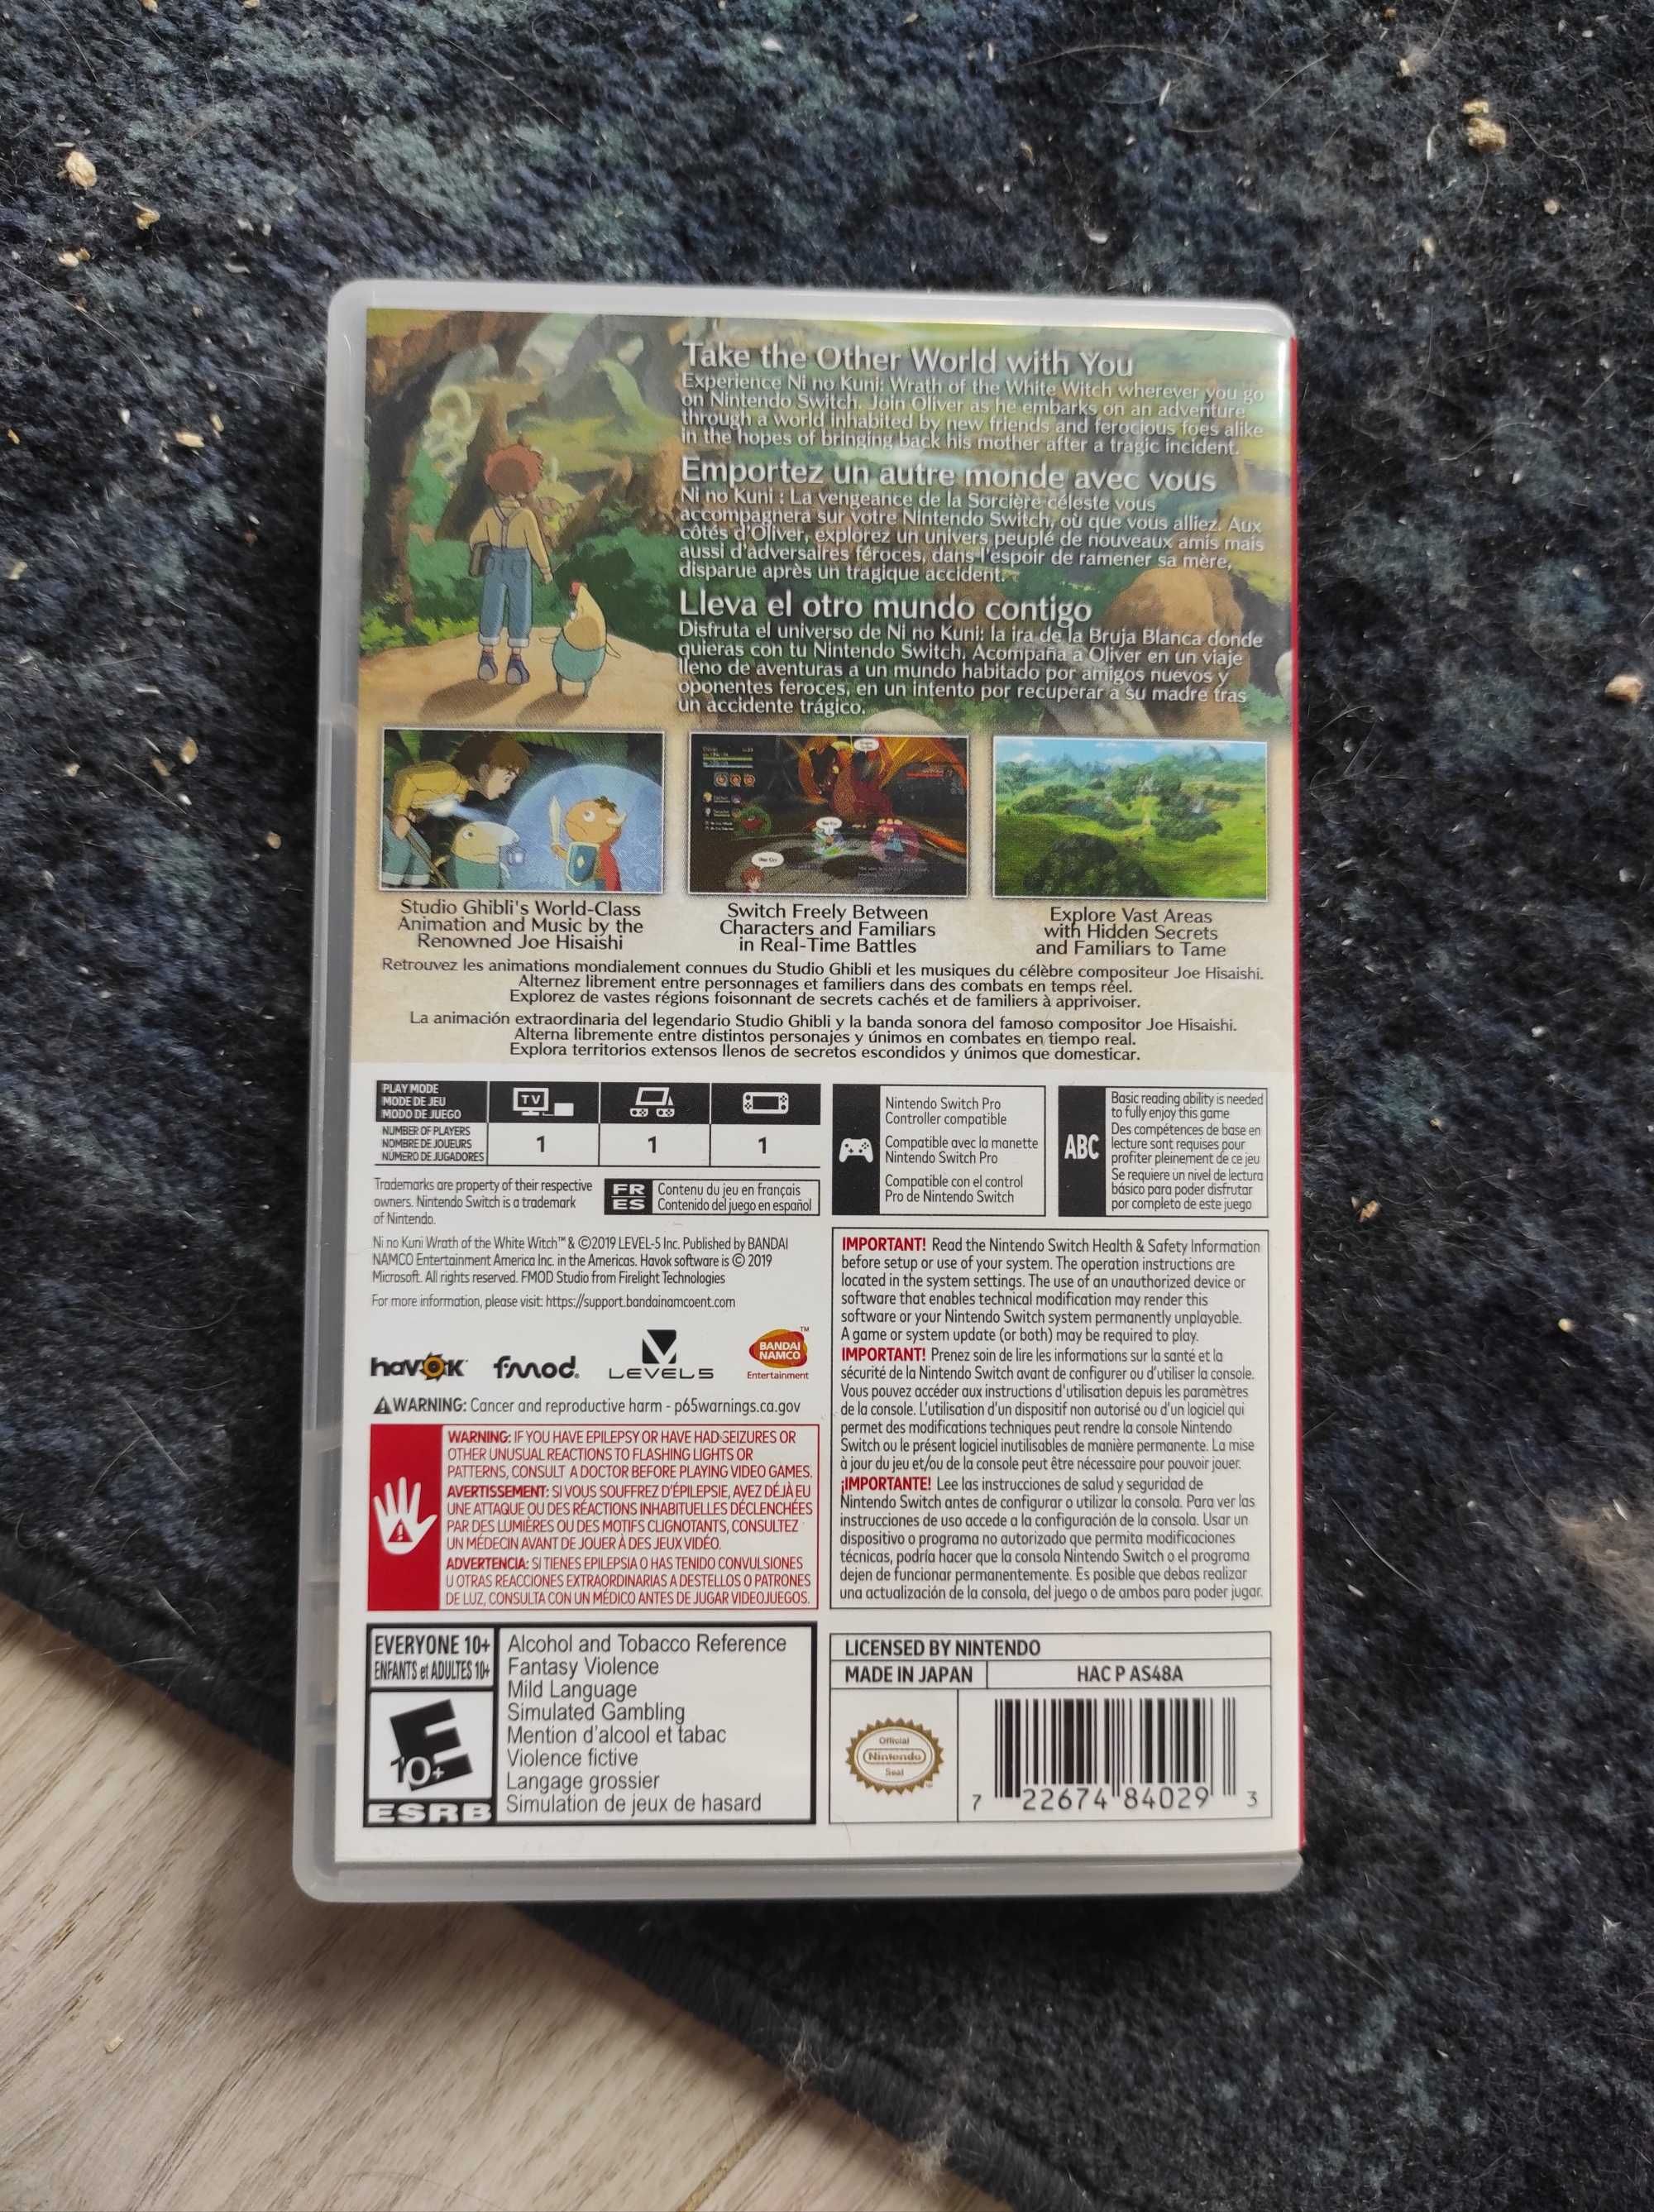 Take the Other World with You
Experience Ni no Kuni: Wrath of the White Witch wherever you go
on Nintendo Switch. Join Oliver as he embarks on an adventure
through a world inhabited by new friends and ferocious foes alike
in the hopes of bringing back his mother after a tragic incident.
Emportez un autre monde avec vous
Ni no Kuni : La vengeance de la Sorcière céleste vous
accompagnera sur votre Nintendo Switch, où que vous alliez. Aux
côtés d'Oliver, explorez un univers peuplé de nouveaux amis mais
aussi d'adversaires féroces, dans l'espoir de ramener sa mère,
disparue après un tragique accident.
Lleva el otro mundo contigo
Disfruta el universo de Ni no Kuni: la ira de la Bruja Blanca donde
quieras con tu Nintendo Switch. Acompaña a Oliver en un viaje
lleno de aventuras a un mundo habitado por amigos nuevos y
oponentes feroces, en un intento por recuperar a su madre tras
un accidente trágico.
Studio Ghibli's World-Class
Animation and Music by the
Renowned Joe Hisaishi
Switch Freely Between
Characters and Familiars
in Real-Time Battles
Explore Vast Areas
with Hidden Secrets
and Familiars to Tame
Retrouvez les animations mondialement connues du Studio Ghibli et les musiques du célèbre compositeur Joe Hisaishi.
Alternez librement entre personnages et familiers dans des combats en temps réel.
Explorez de vastes régions foisonnant de secrets cachés et de familiers à apprivoiser.
La animación extraordinaria del legendario Studio Ghibli y la banda sonora del famoso compositor Joe Hisaishi.
Alterna libremente entre distintos personajes y únimos en combates en tiempo real.
Explora territorios extensos llenos de secretos escondidos y únimos que domesticar.
PLAY MODE
MODE DE JEU
MODO DE JUEGO
TV
NUMBER OF PLAYERS
NOMBRE DE JOUEURS
NÚMERO DE JUGADORES
1 1 1
Nintendo Switch Pro
Controller compatible
Compatible avec la manette
Nintendo Switch Pro
Compatible con el control
Pro de Nintendo Switch
ABC
Basic reading ability is needed
to fully enjoy this game
Des compétences de base en
lecture sont requises pour
profiter pleinement de ce jeu
Se requiere un nivel de lectura
básico para poder disfrutar
por completo de este juego
Trademarks are property of their respective
owners. Nintendo Switch is a trademark
of Nintendo.
FR Contenu du jeu en français
ES Contenido del juego en español
Ni no Kuni Wrath of the White Witch™ & ©2019 LEVEL-5 Inc. Published by BANDAI
NAMCO Entertainment America Inc. in the Americas. Havok software is © 2019
Microsoft. All rights reserved. FMOD Studio from Firelight Technologies
For more information, please visit: https://support.bandainamcoent.com
havok fmod. LEVEL5 BANDAI
NAMCO
Entertainment
WARNING: Cancer and reproductive harm - p65warnings.ca.gov
WARNING: IF YOU HAVE EPILEPSY OR HAVE HAD SEIZURES OR
OTHER UNUSUAL REACTIONS TO FLASHING LIGHTS OR
PATTERNS, CONSULT A DOCTOR BEFORE PLAYING VIDEO GAMES.
AVERTISSEMENT: SI VOUS SOUFFREZ D'ÉPILEPSIE, AVEZ DÉJÀ EU
UNE ATTAQUE OU DES RÉACTIONS INHABITUELLES DÉCLENCHÉES
PAR DES LUMIÈRES OU DES MOTIFS CLIGNOTANTS, CONSULTEZ
UN MÉDECIN AVANT DE JOUER À DES JEUX VIDÉO.
ADVERTENCIA: SI TIENES EPILEPSIA O HAS TENIDO CONVULSIONES
U OTRAS REACCIONES EXTRAORDINARIAS A DESTELLOS O PATRONES
DE LUZ, CONSULTA CON UN MÉDICO ANTES DE JUGAR VIDEOJUEGOS.
IMPORTANT! Read the Nintendo Switch Health & Safety Information
before setup or use of your system. The operation instructions are
located in the system settings. The use of an unauthorized device or
software that enables technical modification may render this
software or your Nintendo Switch system permanently unplayable.
A game or system update (or both) may be required to play.
IMPORTANT! Prenez soin de lire les informations sur la santé et la
sécurité de la Nintendo Switch avant de configurer ou d'utiliser la console.
Vous pouvez accéder aux instructions d'utilisation depuis les paramètres
de la console. L'utilisation d'un dispositif non autorisé ou d'un logiciel qui
permet des modifications techniques peut rendre la console Nintendo
Switch ou le présent logiciel inutilisables de manière permanente. La mise
à jour du jeu et/ou de la console peut être nécessaire pour pouvoir jouer.
¡IMPORTANTE! Lee las instrucciones de salud y seguridad de
Nintendo Switch antes de configurar o utilizar la consola. Para ver las
instrucciones de uso accede a la configuración de la consola. Usar un
dispositivo o programa no autorizado que permita modificaciones
técnicas, podría hacer que la consola Nintendo Switch o el programa
dejen de funcionar permanentemente. Es posible que debas realizar
una actualización de la consola, del juego o de ambos para poder jugar.
EVERYONE 10+
ENFANTS et ADULTES 10+
E
10+
ESRB
Alcohol and Tobacco Reference
Fantasy Violence
Mild Language
Simulated Gambling
Mention d'alcool et tabac
Violence fictive
Langage grossier
Simulation de jeux de hasard
LICENSED BY NINTENDO
MADE IN JAPAN HAC P AS48A
Official
Nintendo
Seal
7 22674 84029 3